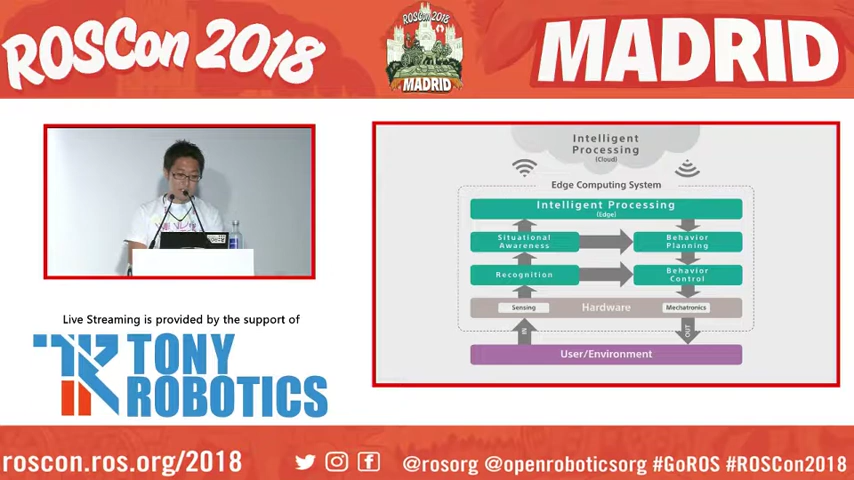 ROSCon 2018
ROSCon 2018
MADRID
MADRID
Intelligent
Processing
(Cloud)
Edge Computing System
Intelligent Processing
(Edge)
Situational
Awareness
Behavior
Planning
Recognition
Behavior
Control
Sensing
Hardware
Mechatronics
IN
OUT
User/Environment
Live Streaming is provided by the support of
TONY
ROBOTICS
roscon.ros.org/2018
@rosorg @openroboticsorg #GoROS #ROSCon2018